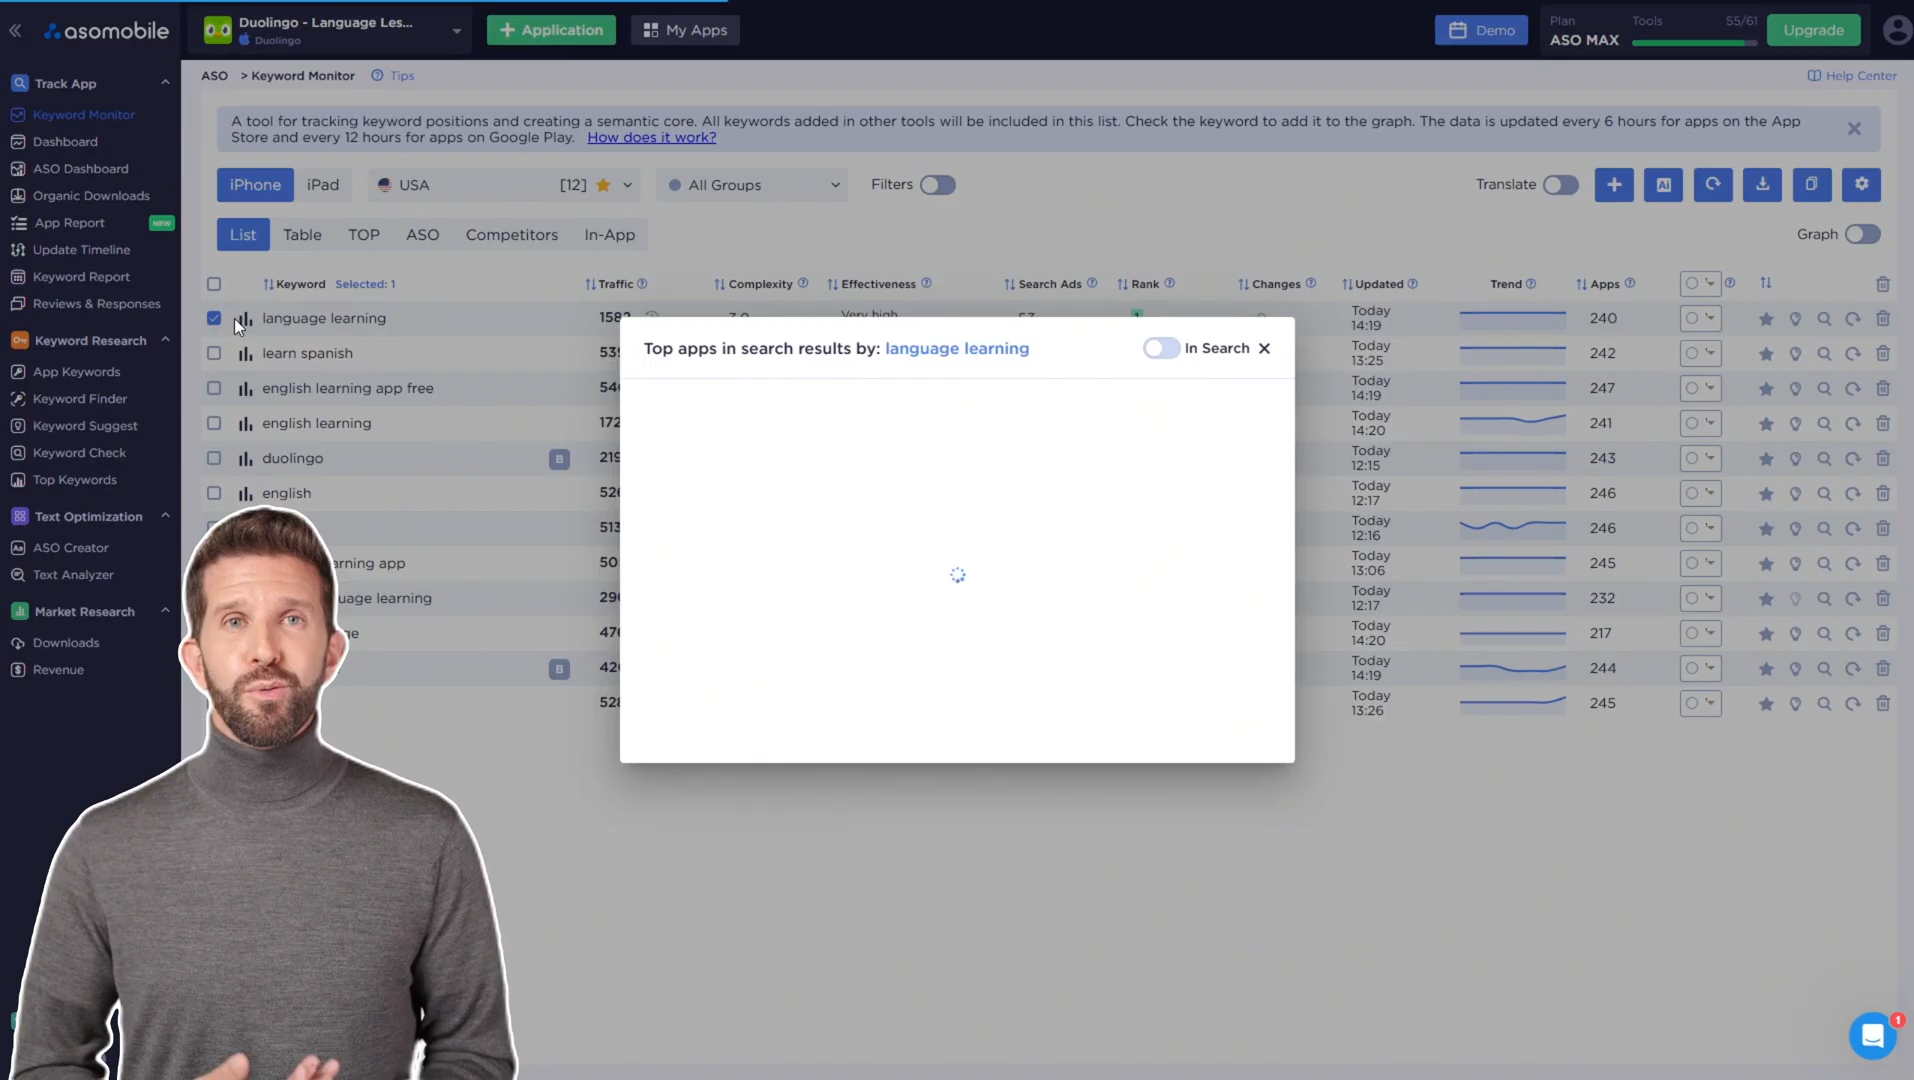 asomobile
Duolingo - Language Les...
Duolingo
+ Application
My Apps
Demo
Plan
ASO MAX
Tools
55/61
Upgrade
Track App
Keyword Monitor
Dashboard
ASO Dashboard
Organic Downloads
App Report NEW
Update Timeline
Keyword Report
Reviews & Responses
Keyword Research
App Keywords
Keyword Finder
Keyword Suggest
Keyword Check
Top Keywords
Text Optimization
ASO Creator
Text Analyzer
Market Research
Downloads
Revenue
ASO > Keyword Monitor Tips
Help Center
A tool for tracking keyword positions and creating a semantic core. All keywords added in other tools will be included in this list. Check the keyword to add it to the graph. The data is updated every 6 hours for apps on the App
Store and every 12 hours for apps on Google Play. How does it work?
iPhone iPad USA [12] All Groups Filters Translate AI
List Table TOP ASO Competitors In-App Graph
Keyword Selected: 1 Traffic Complexity Effectiveness Search Ads Rank Changes Updated Trend Apps
language learning Today 14:19 240
learn spanish Today 13:25 242
english learning app free Today 14:19 247
english learning Today 14:20 241
duolingo B Today 12:15 243
english Today 12:17 246
Today 12:16 246
arning app Today 13:06 245
uage learning Today 12:17 232
ge Today 14:20 217
B Today 14:19 244
Today 13:26 245
Top apps in search results by: language learning In Search
1